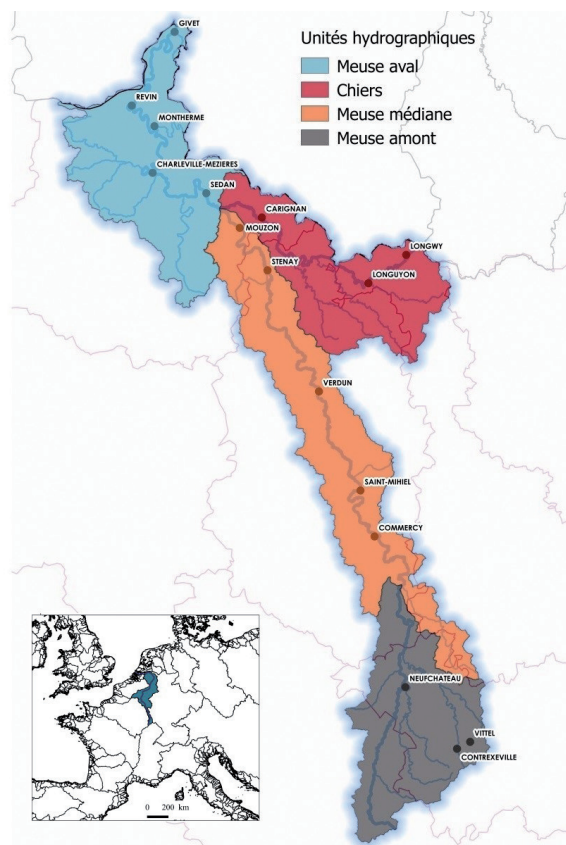 GIVET
Unités hydrographiques
Meuse aval
Chiers
Meuse médiane
Meuse amont
REVIN
MONTHERME
CHARLEVILLE-MEZIERES
SEDAN
CARIGNAN
MOUZON
LONGWY
STENAY
LONGUYON
VERDUN
SAINT-MIHIEL
COMMERCY
NEUFCHATEAU
VITTEL
CONTREXEVILLE
0 200 km